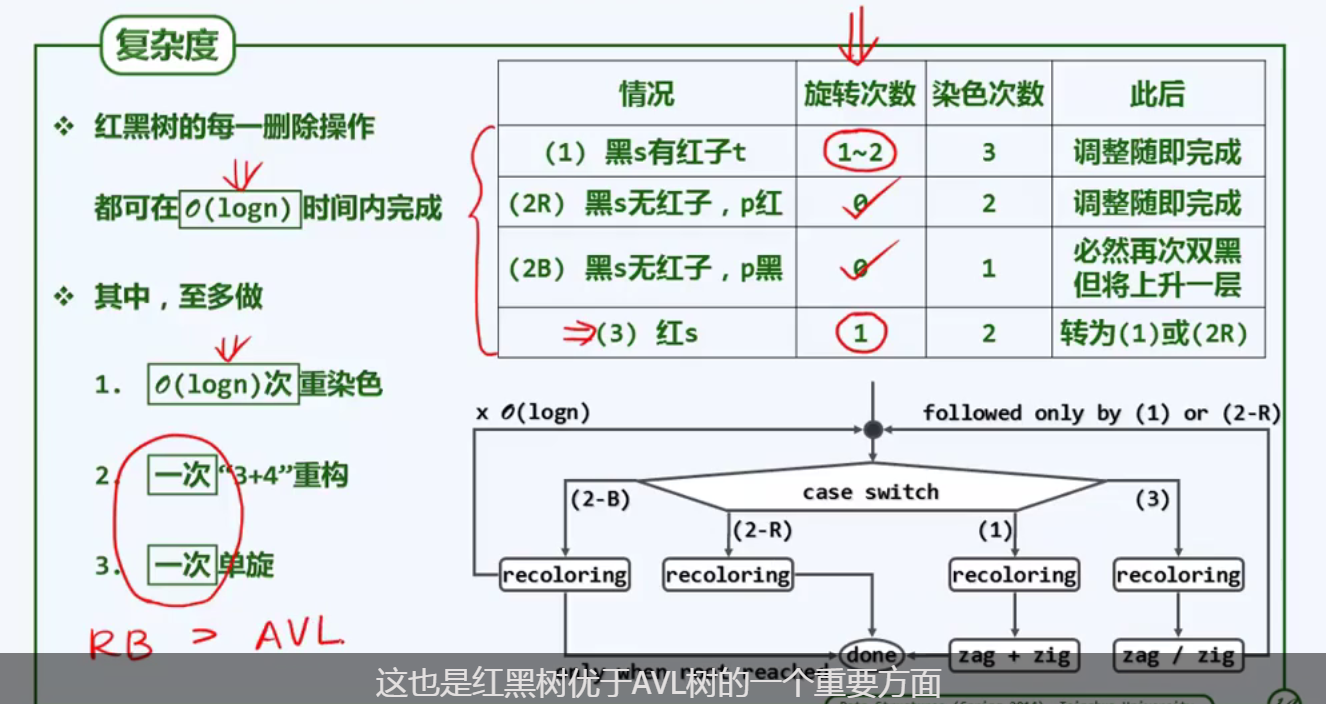 复杂度
❖ 红黑树的每一删除操作
都可在O(logn)时间内完成
❖ 其中，至多做
1. O(logn)次重染色
2. 一次“3+4”重构
3. 一次单旋
RB > AVL
情况 旋转次数 染色次数 此后
(1) 黑s有红子t 1~2 3 调整随即完成
(2R) 黑s无红子，p红 0 2 调整随即完成
(2B) 黑s无红子，p黑 0 1 必然再次双黑
但将上升一层
(3) 红s 1 2 转为(1)或(2R)
x O(logn)
followed only by (1) or (2-R)
case switch
(2-B) (2-R) (1) (3)
recoloring recoloring recoloring recoloring
done zag + zig zag / zig
only when root reached
这也是红黑树优于AVL树的一个重要方面